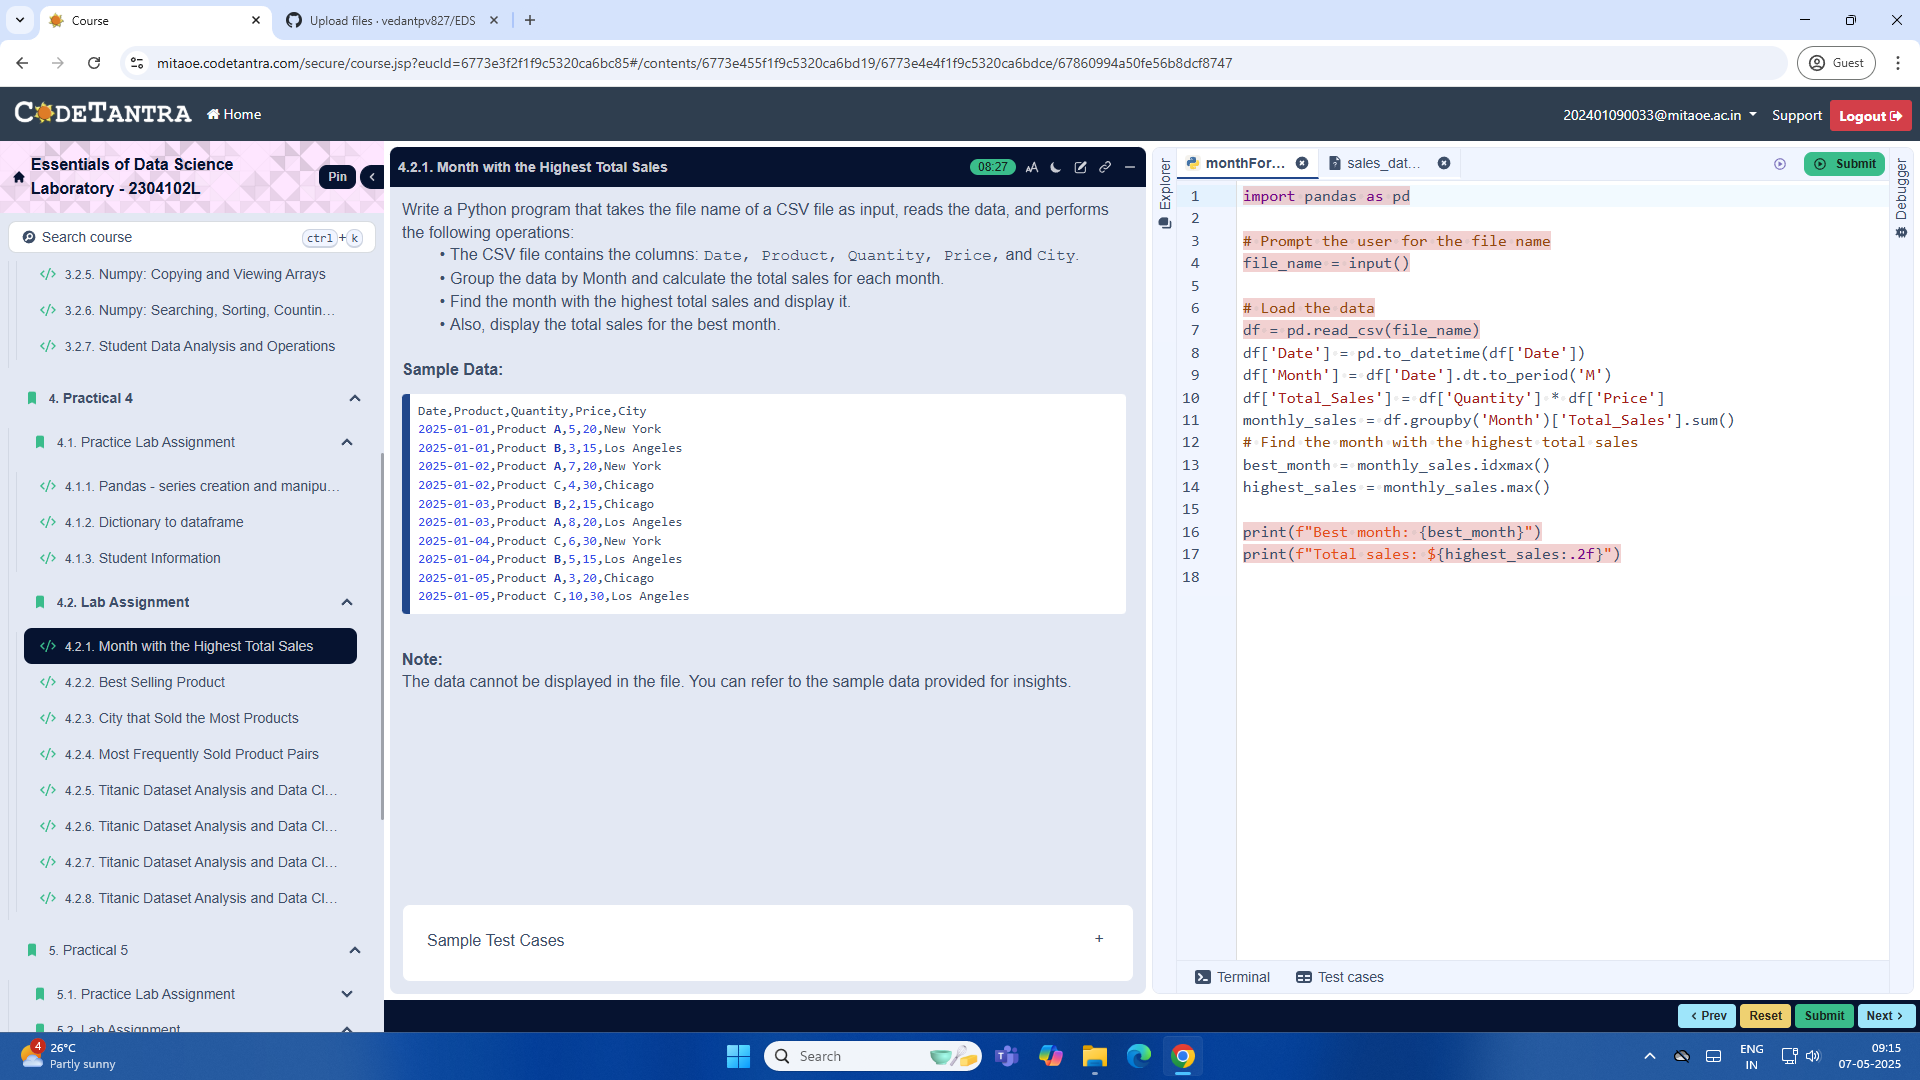 Course
Upload files · vedantpv827/EDS
mitaoe.codetantra.com/secure/course.jsp?eucId=6773e3f2f1f9c5320ca6bc85#/contents/6773e455f1f9c5320ca6bd19/6773e4e4f1f9c5320ca6bdce/67860994a50fe56b8dcf8747
Guest
CODETANTRA
Home
202401090033@mitaoe.ac.in
Support
Logout
Essentials of Data Science
Laboratory - 2304102L
Pin
Search course
ctrl + k
3.2.5. Numpy: Copying and Viewing Arrays
3.2.6. Numpy: Searching, Sorting, Countin...
3.2.7. Student Data Analysis and Operations
4. Practical 4
4.1. Practice Lab Assignment
4.1.1. Pandas - series creation and manipu...
4.1.2. Dictionary to dataframe
4.1.3. Student Information
4.2. Lab Assignment
4.2.1. Month with the Highest Total Sales
4.2.2. Best Selling Product
4.2.3. City that Sold the Most Products
4.2.4. Most Frequently Sold Product Pairs
4.2.5. Titanic Dataset Analysis and Data Cl...
4.2.6. Titanic Dataset Analysis and Data Cl...
4.2.7. Titanic Dataset Analysis and Data Cl...
4.2.8. Titanic Dataset Analysis and Data Cl...
5. Practical 5
5.1. Practice Lab Assignment
5.2. Lab Assignment
4.2.1. Month with the Highest Total Sales
08:27
AA
Write a Python program that takes the file name of a CSV file as input, reads the data, and performs
the following operations:
• The CSV file contains the columns: Date, Product, Quantity, Price, and City.
• Group the data by Month and calculate the total sales for each month.
• Find the month with the highest total sales and display it.
• Also, display the total sales for the best month.
Sample Data:
Date,Product,Quantity,Price,City
2025-01-01,Product A,5,20,New York
2025-01-01,Product B,3,15,Los Angeles
2025-01-02,Product A,7,20,New York
2025-01-02,Product C,4,30,Chicago
2025-01-03,Product B,2,15,Chicago
2025-01-03,Product A,8,20,Los Angeles
2025-01-04,Product C,6,30,New York
2025-01-04,Product B,5,15,Los Angeles
2025-01-05,Product A,3,20,Chicago
2025-01-05,Product C,10,30,Los Angeles
Note:
The data cannot be displayed in the file. You can refer to the sample data provided for insights.
Sample Test Cases
+
Explorer
monthFor...
sales_dat...
Submit
Debugger
1 import pandas as pd
2
3 # Prompt the user for the file name
4 file_name = input()
5
6 # Load the data
7 df = pd.read_csv(file_name)
8 df['Date'] = pd.to_datetime(df['Date'])
9 df['Month'] = df['Date'].dt.to_period('M')
10 df['Total_Sales'] = df['Quantity'] * df['Price']
11 monthly_sales = df.groupby('Month')['Total_Sales'].sum()
12 # Find the month with the highest total sales
13 best_month = monthly_sales.idxmax()
14 highest_sales = monthly_sales.max()
15
16 print(f"Best month: {best_month}")
17 print(f"Total sales: ${highest_sales:.2f}")
18
Terminal
Test cases
Prev
Reset
Submit
Next
4
26°C
Partly sunny
Search
ENG
IN
09:15
07-05-2025